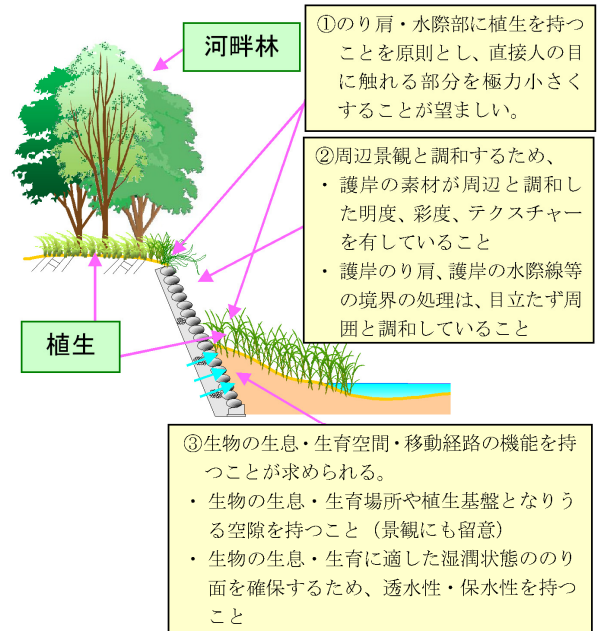 河畔林
①のり肩・水際部に植生を持つ
ことを原則とし、直接人の目
に触れる部分を極力小さく
することが望ましい。
②周辺景観と調和するため、
・ 護岸の素材が周辺と調和し
た明度、彩度、テクスチャー
を有していること
・ 護岸のり肩、護岸の水際線等
の境界の処理は、目立たず周
囲と調和していること
植生
③生物の生息・生育空間・移動経路の機能を持
つことが求められる。
・ 生物の生息・生育場所や植生基盤となりう
る空隙を持つこと（景観にも留意）
・ 生物の生息・生育に適した湿潤状態ののり
面を確保するため、透水性・保水性を持つ
こと